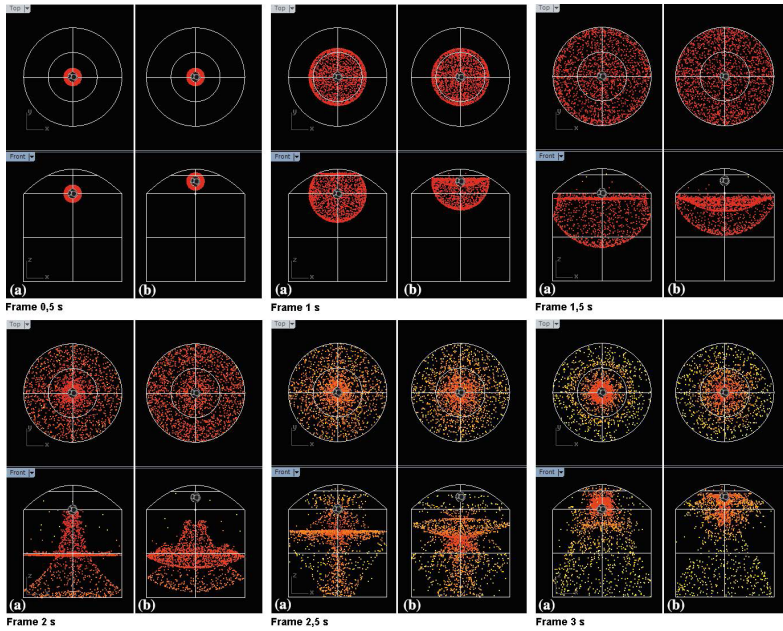 Top Top Top
y x y x y x
Front Front Front
z x z x z x
(a) (b) (a) (b) (a) (b)
Frame 0,5 s Frame 1 s Frame 1,5 s
Top Top Top
y x y x y x
Front Front Front
(a) (b) (a) (b) (a) (b)
Frame 2 s Frame 2,5 s Frame 3 s